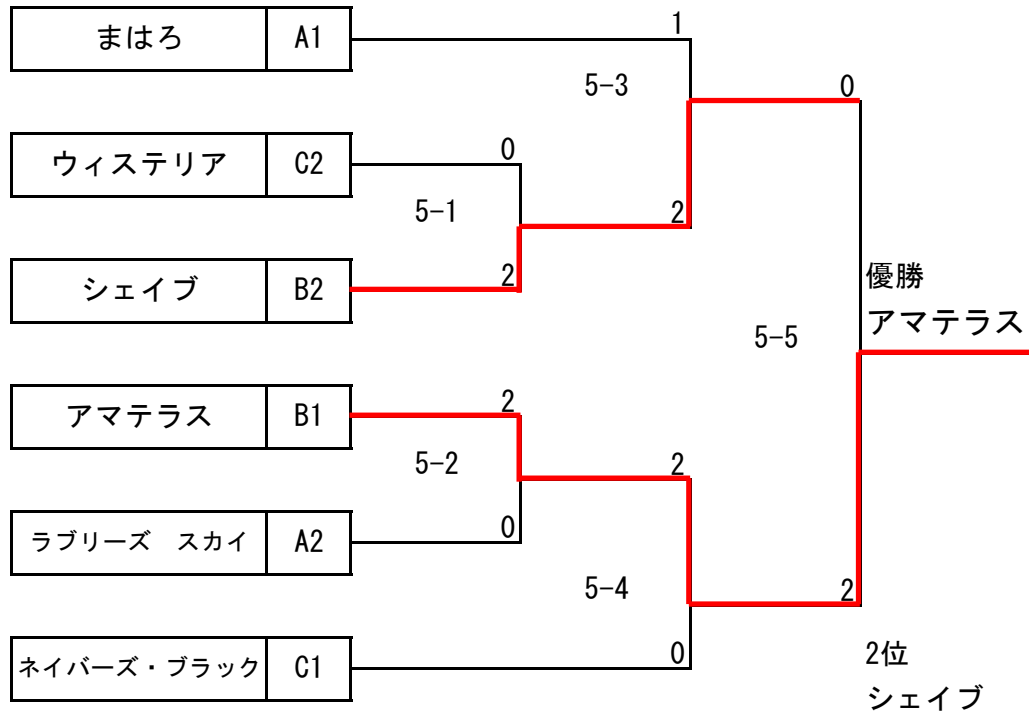 まはろ A1
1
5-3
0
ウィステリア C2
0
5-1
2
シェイブ B2
2
優勝
アマテラス
5-5
アマテラス B1
2
5-2
2
ラブリーズ　スカイ A2
0
5-4
2
ネイバーズ・ブラック C1
0
2位
シェイブ